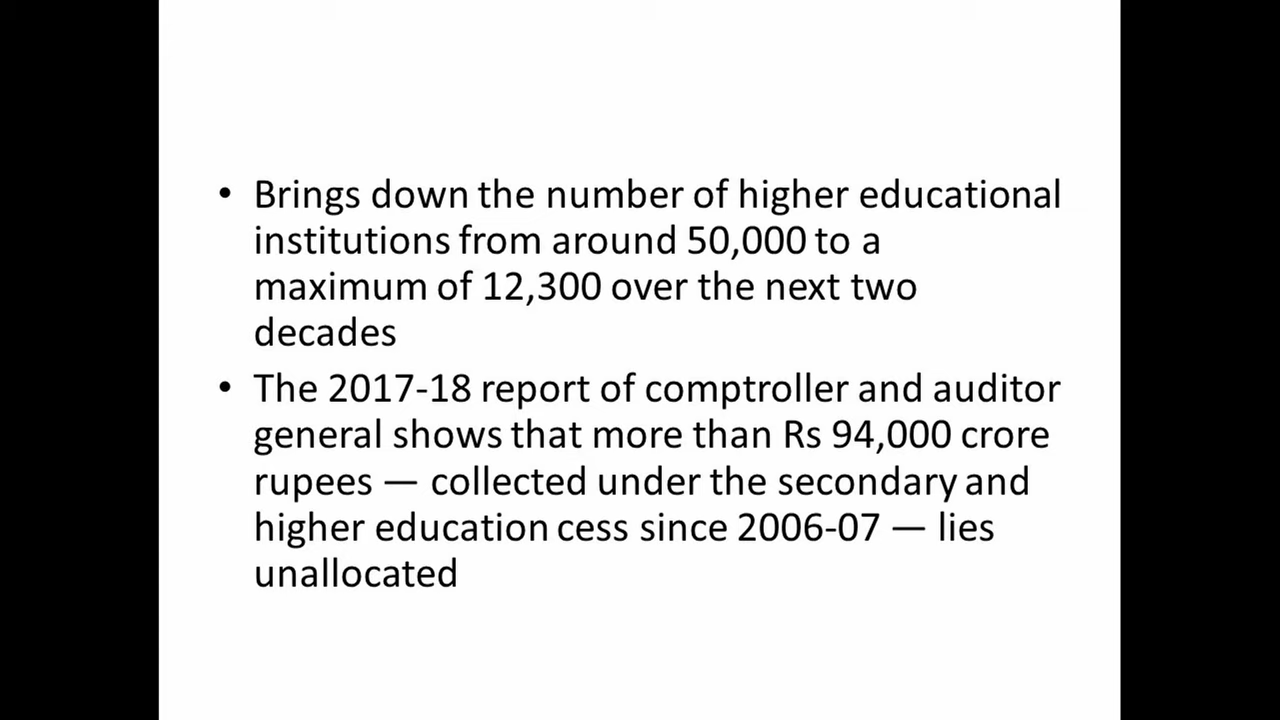 • Brings down the number of higher educational
institutions from around 50,000 to a
maximum of 12,300 over the next two
decades
• The 2017-18 report of comptroller and auditor
general shows that more than Rs 94,000 crore
rupees — collected under the secondary and
higher education cess since 2006-07 — lies
unallocated